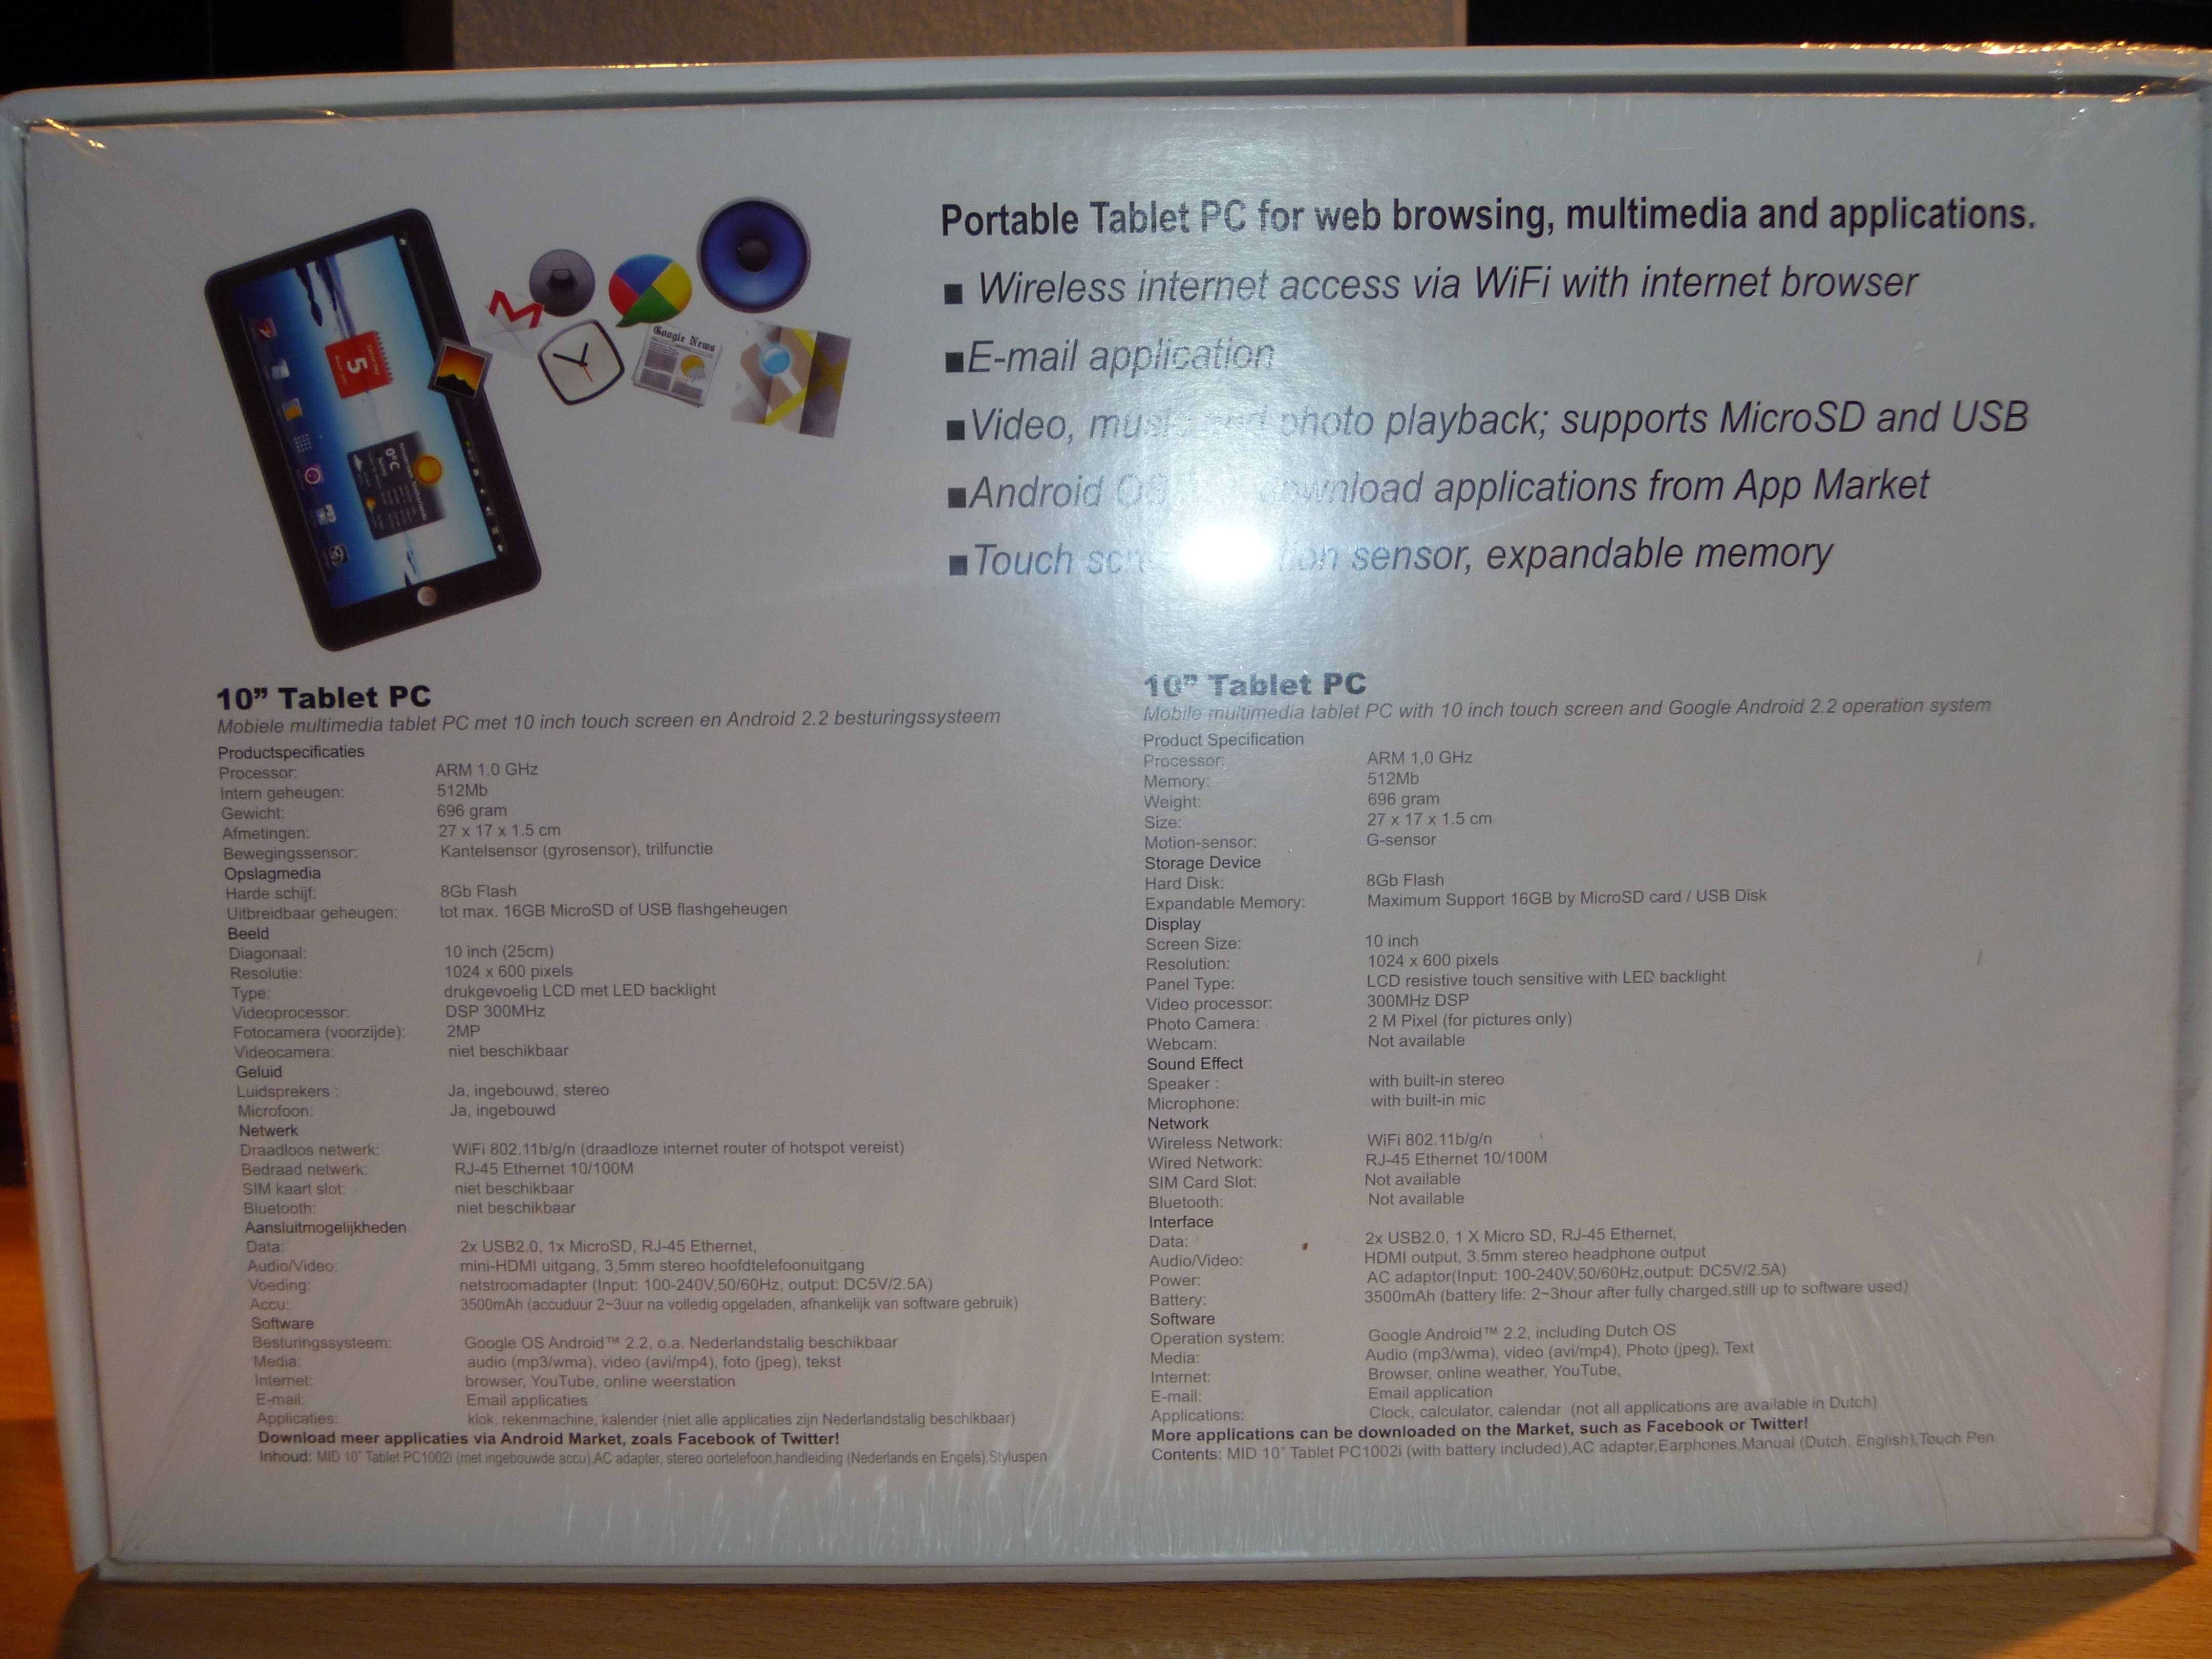 Portable Tablet PC for web browsing, multimedia and applications.
■ Wireless internet access via WiFi with internet browser
■E-mail application
■Video, music and photo playback; supports MicroSD and USB
■Android OS download applications from App Market
■Touch sensor, expandable memory
Google News
5
0°C
10” Tablet PC
Mobiele multimedia tablet PC met 10 inch touch screen en Android 2.2 besturingssysteem
Productspecificaties
Processor: ARM 1.0 GHz
Intern geheugen: 512Mb
Gewicht: 696 gram
Afmetingen: 27 x 17 x 1.5 cm
Bewegingssensor: Kantelsensor (gyrosensor), trilfunctie
Opslagmedia
Harde schijf: 8Gb Flash
Uitbreidbaar geheugen: tot max. 16GB MicroSD of USB flashgeheugen
Beeld
Diagonaal: 10 inch (25cm)
Resolutie: 1024 x 600 pixels
Type: drukgevoelig LCD met LED backlight
Videoprocessor: DSP 300MHz
Fotocamera (voorzijde): 2MP
Videocamera: niet beschikbaar
Geluid
Luidsprekers : Ja, ingebouwd, stereo
Microfoon: Ja, ingebouwd
Netwerk
Draadloos netwerk: WiFi 802.11b/g/n (draadloze internet router of hotspot vereist)
Bedraad netwerk: RJ-45 Ethernet 10/100M
SIM kaart slot: niet beschikbaar
Bluetooth: niet beschikbaar
Aansluitmogelijkheden
Data: 2x USB2.0, 1x MicroSD, RJ-45 Ethernet,
Audio/Video: mini-HDMI uitgang, 3,5mm stereo hoofdtelefoonuitgang
Voeding: netstroomadapter (Input: 100-240V,50/60Hz, output: DC5V/2.5A)
Accu: 3500mAh (accuduur 2~3uur na volledig opgeladen, afhankelijk van software gebruik)
Software
Besturingssysteem: Google OS Android™ 2.2, o.a. Nederlandstalig beschikbaar
Media: audio (mp3/wma), video (avi/mp4), foto (jpeg), tekst
Internet: browser, YouTube, online weerstation
E-mail: Email applicaties
Applicaties: klok, rekenmachine, kalender (niet alle applicaties zijn Nederlandstalig beschikbaar)
Download meer applicaties via Android Market, zoals Facebook of Twitter!
Inhoud: MID 10" Tablet PC1002i (met ingebouwde accu),AC adapter, stereo oortelefoon,handleiding (Nederlands en Engels),Styluspen
10” Tablet PC
Mobile multimedia tablet PC with 10 inch touch screen and Google Android 2.2 operation system
Product Specification
Processor: ARM 1,0 GHz
Memory: 512Mb
Weight: 696 gram
Size: 27 x 17 x 1.5 cm
Motion-sensor: G-sensor
Storage Device
Hard Disk: 8Gb Flash
Expandable Memory: Maximum Support 16GB by MicroSD card / USB Disk
Display
Screen Size: 10 inch
Resolution: 1024 x 600 pixels
Panel Type: LCD resistive touch sensitive with LED backlight
Video processor: 300MHz DSP
Photo Camera: 2 M Pixel (for pictures only)
Webcam: Not available
Sound Effect
Speaker : with built-in stereo
Microphone: with built-in mic
Network
Wireless Network: WiFi 802.11b/g/n
Wired Network: RJ-45 Ethernet 10/100M
SIM Card Slot: Not available
Bluetooth: Not available
Interface
Data: 2x USB2.0, 1 X Micro SD, RJ-45 Ethernet,
Audio/Video: HDMI output, 3.5mm stereo headphone output
Power: AC adaptor(Input: 100-240V,50/60Hz,output: DC5V/2.5A)
Battery: 3500mAh (battery life: 2~3hour after fully charged,still up to software used)
Software
Operation system: Google Android™ 2.2, including Dutch OS
Media: Audio (mp3/wma), video (avi/mp4), Photo (jpeg), Text
Internet: Browser, online weather, YouTube,
E-mail: Email application
Applications: Clock, calculator, calendar (not all applications are available in Dutch)
More applications can be downloaded on the Market, such as Facebook or Twitter!
Contents: MID 10" Tablet PC1002i (with battery included),AC adapter,Earphones,Manual (Dutch, English),Touch Pen